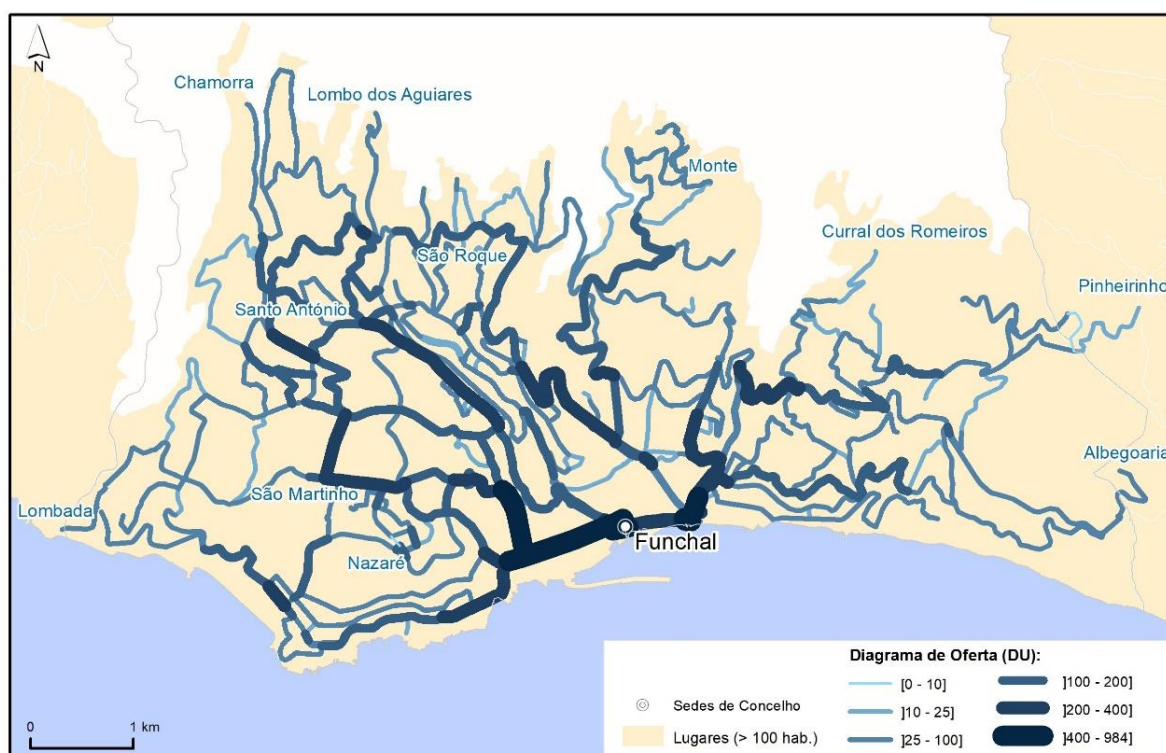 N
Chamorra
Lombo dos Aguiares
Monte
São Roque
Curral dos Romeiros
Pinheirinho
Santo António
Albegoaria
São Martinho
Lombada
Funchal
Nazaré
Diagrama de Oferta (DU):
[0 - 10]
]10 - 25]
]25 - 100]
]100 - 200]
]200 - 400]
]400 - 984]
Sedes de Concelho
Lugares (> 100 hab.)
0 1 km